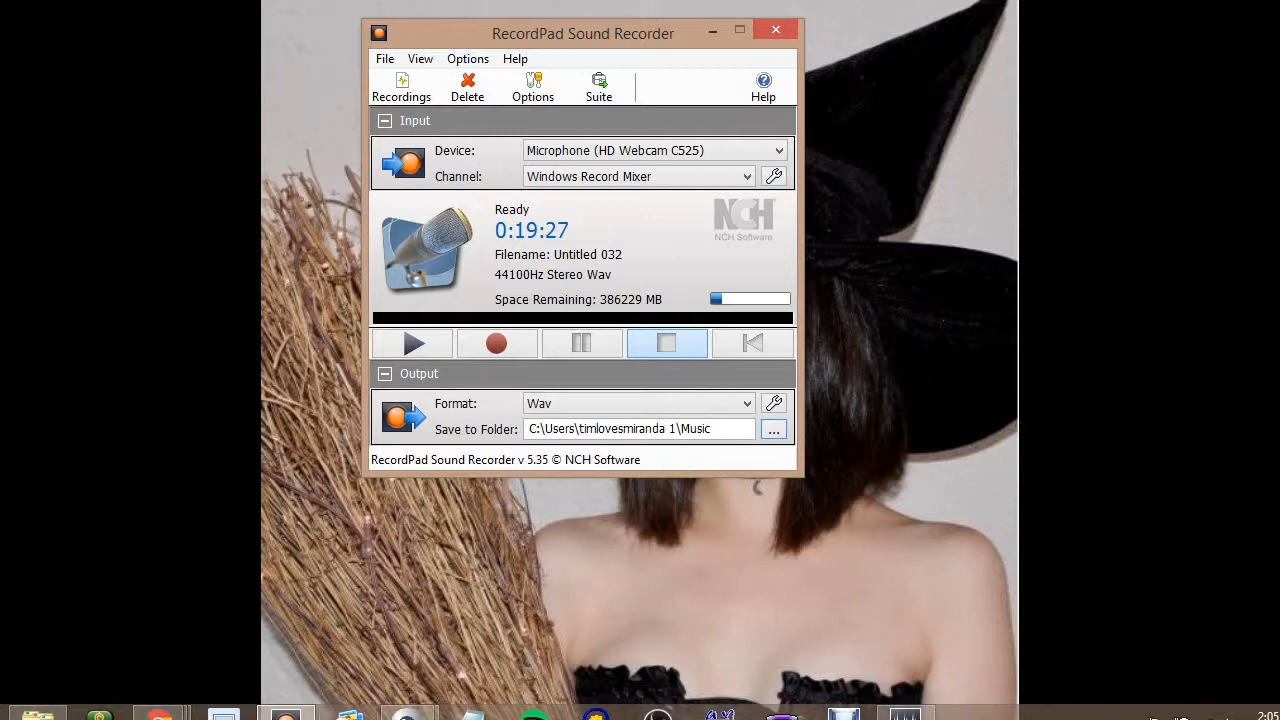 RecordPad Sound Recorder
File View Options Help
Recordings Delete Options Suite Help
Input
Device: Microphone (HD Webcam C525)
Channel: Windows Record Mixer
Ready
0:19:27
Filename: Untitled 032
44100Hz Stereo Wav
Space Remaining: 386229 MB
NCH
NCH Software
Output
Format: Wav
Save to Folder: C:\Users\timlovesmiranda 1\Music
...
RecordPad Sound Recorder v 5.35 © NCH Software